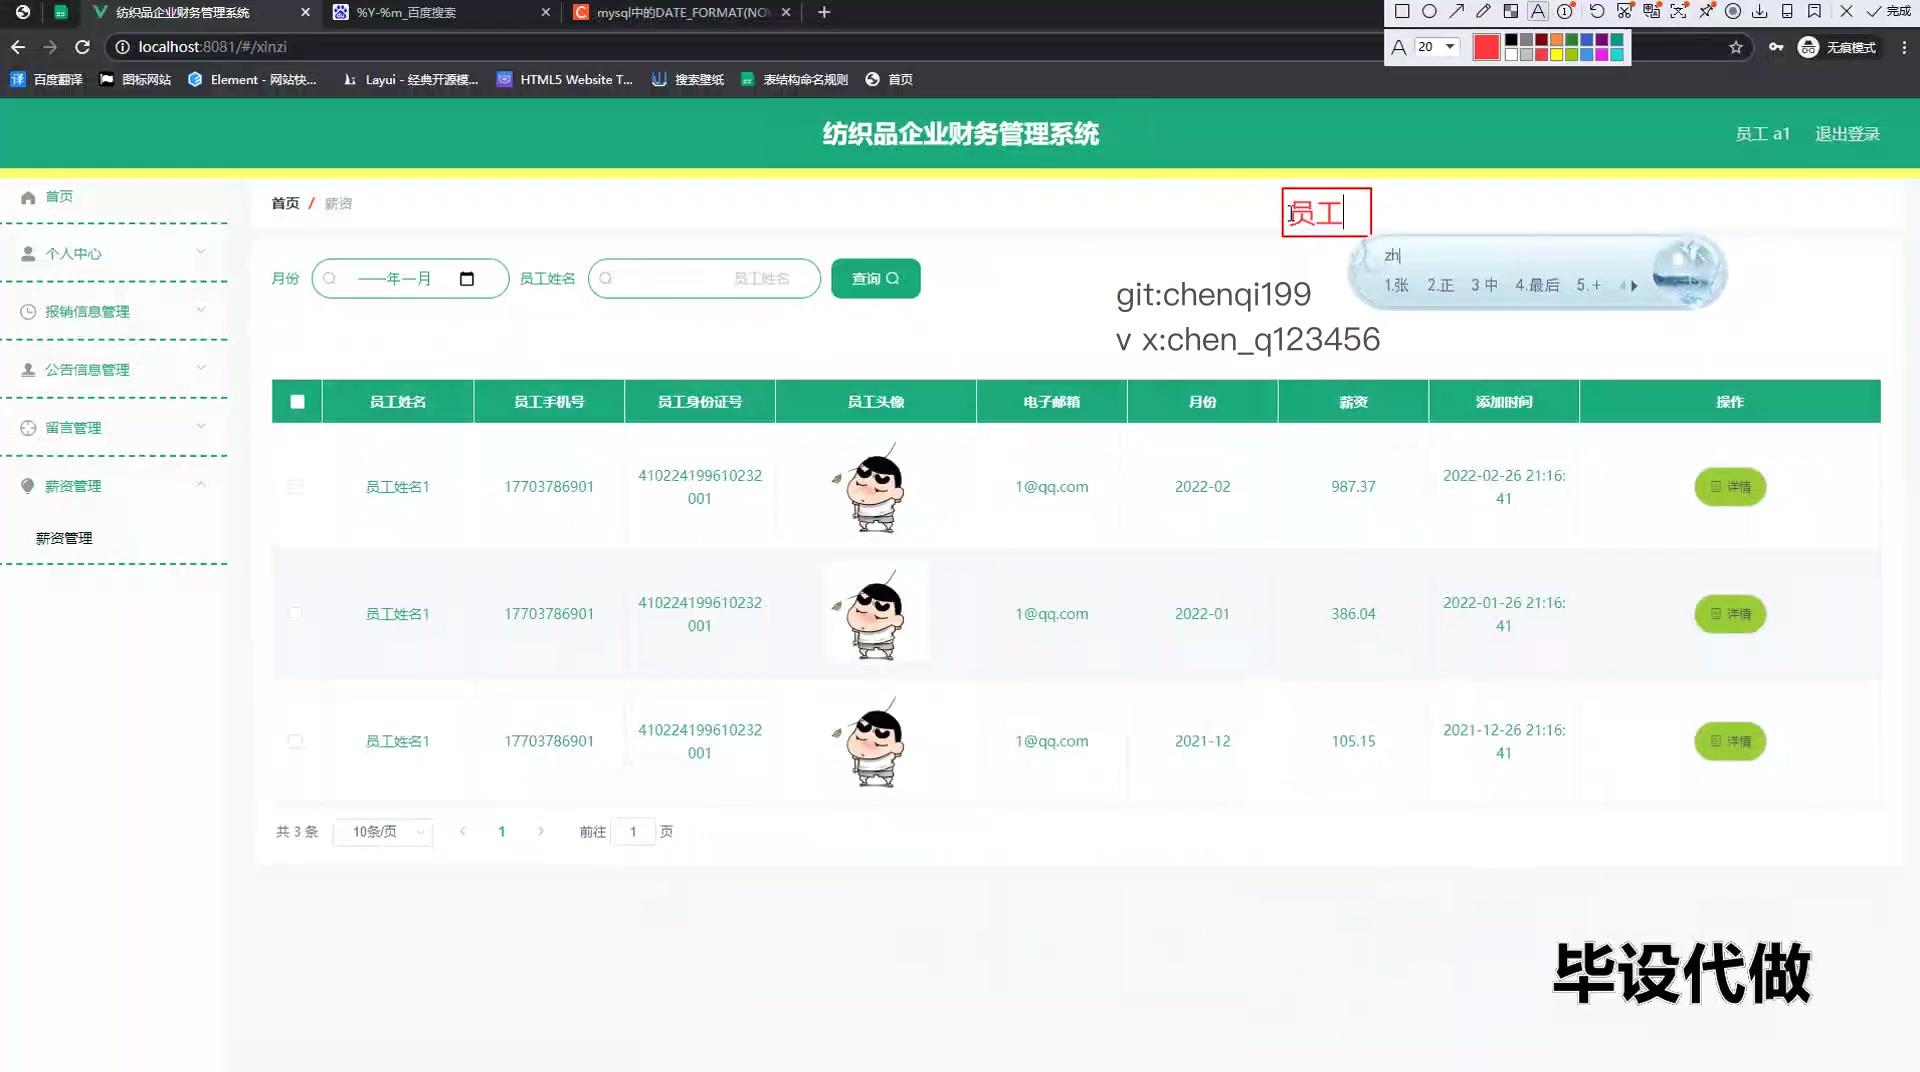 纺织品企业财务管理系统
%Y-%m_百度搜索
mysql中的DATE_FORMAT(NO
完成
localhost:8081/#/xinzi
A 20
无痕模式
百度翻译
图标网站
Element - 网站快...
Layui - 经典开源模...
HTML5 Website T...
搜索壁纸
表结构命名规则
首页
纺织品企业财务管理系统
员工 a1
退出登录
首页
个人中心
报销信息管理
公告信息管理
留言管理
薪资管理
薪资管理
首页 / 薪资
员工
zh
1.张 2.正 3 中 4.最后 5.+
月份
----年--月
员工姓名
员工姓名
查询
git:chenqi199
v x:chen_q123456
员工姓名 员工手机号 员工身份证号 员工头像 电子邮箱 月份 薪资 添加时间 操作
员工姓名1 17703786901 410224199610232001 1@qq.com 2022-02 987.37 2022-02-26 21:16:41 详情
员工姓名1 17703786901 410224199610232001 1@qq.com 2022-01 386.04 2022-01-26 21:16:41 详情
员工姓名1 17703786901 410224199610232001 1@qq.com 2021-12 105.15 2021-12-26 21:16:41 详情
共 3 条 10条/页 1 前往 1 页
毕设代做